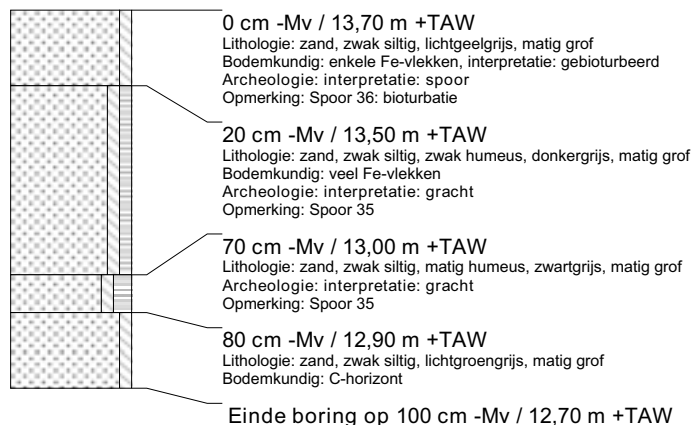 0 cm -Mv / 13,70 m +TAW
Lithologie: zand, zwak siltig, lichtgeelgrijs, matig grof
Bodemkundig: enkele Fe-vlekken, interpretatie: gebioturbeerd
Archeologie: interpretatie: spoor
Opmerking: Spoor 36: bioturbatie
20 cm -Mv / 13,50 m +TAW
Lithologie: zand, zwak siltig, zwak humeus, donkergrijs, matig grof
Bodemkundig: veel Fe-vlekken
Archeologie: interpretatie: gracht
Opmerking: Spoor 35
70 cm -Mv / 13,00 m +TAW
Lithologie: zand, zwak siltig, matig humeus, zwartgrijs, matig grof
Archeologie: interpretatie: gracht
Opmerking: Spoor 35
80 cm -Mv / 12,90 m +TAW
Lithologie: zand, zwak siltig, lichtgroengrijs, matig grof
Bodemkundig: C-horizont
Einde boring op 100 cm -Mv / 12,70 m +TAW